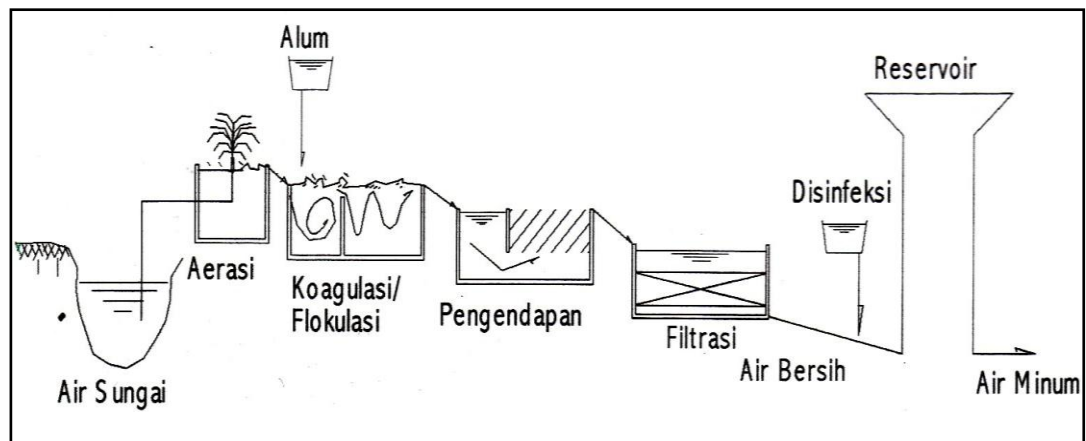 Alum
Reservoir
Disinfeksi
Aerasi
Koagulasi/
Flokulasi
Pengendapan
Filtrasi
Air Bersih
Air Sungai
Air Minum